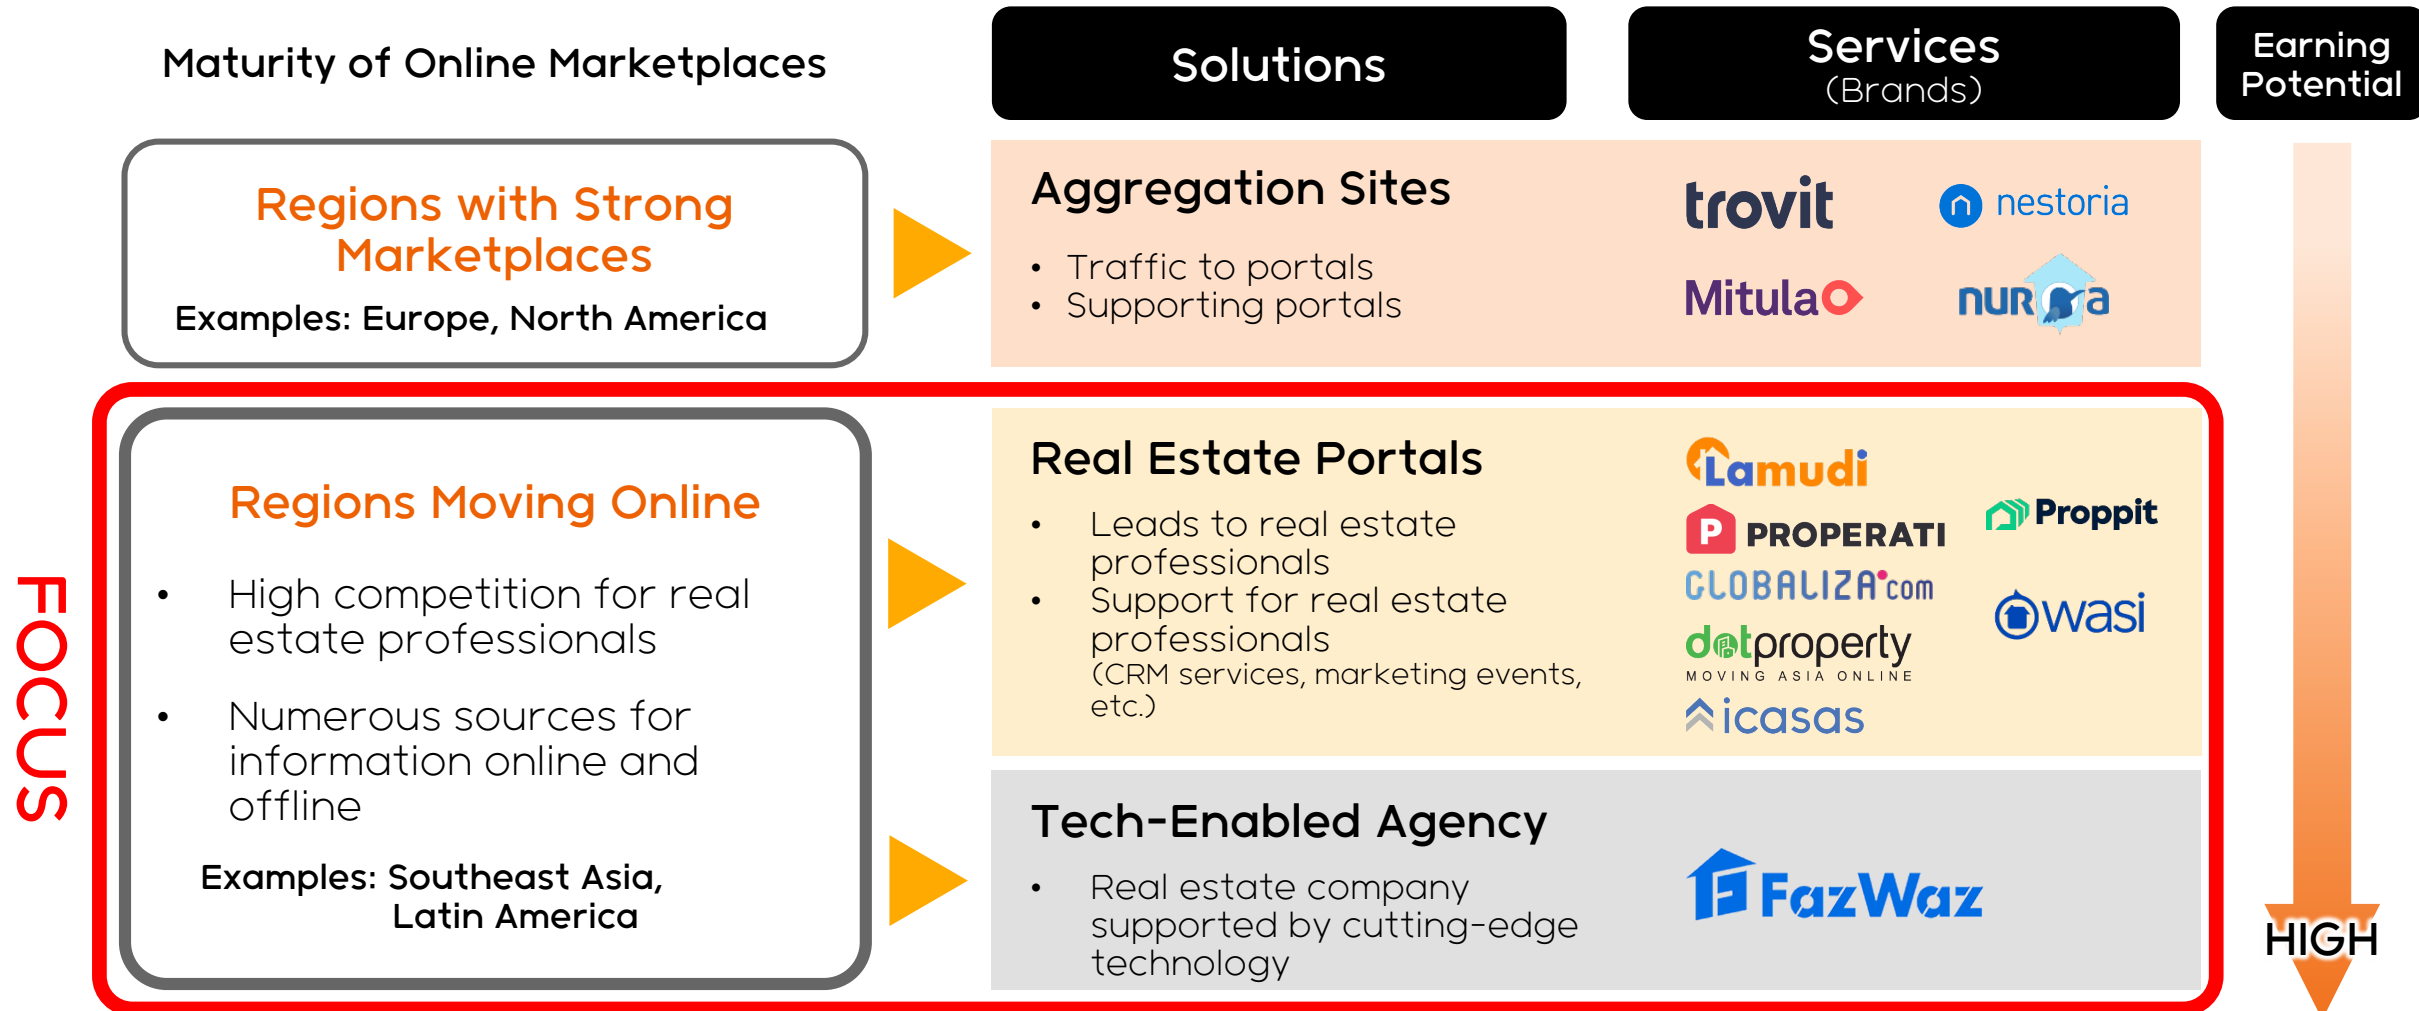 Maturity of Online Marketplaces
Solutions
Services
(Brands)
Earning
Potential
Regions with Strong
Marketplaces
Examples: Europe, North America
Aggregation Sites
• Traffic to portals
• Supporting portals
trovit
nestoria
Mitula
nuroa
FOCUS
Regions Moving Online
• High competition for real
estate professionals
• Numerous sources for
information online and
offline
Examples: Southeast Asia,
Latin America
Real Estate Portals
• Leads to real estate
professionals
• Support for real estate
professionals
(CRM services, marketing events,
etc.)
Lamudi
PROPERATI
Proppit
GLOBALIZA.com
dotproperty
MOVING ASIA ONLINE
wasi
icasas
Tech-Enabled Agency
• Real estate company
supported by cutting-edge
technology
FazWaz
HIGH